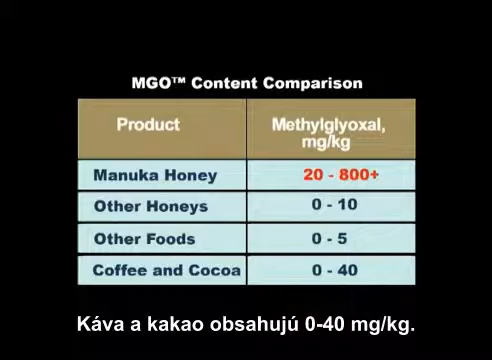 MGO™ Content Comparison
Product Methylglyoxal,
mg/kg
Manuka Honey 20 - 800+
Other Honeys 0 - 10
Other Foods 0 - 5
Coffee and Cocoa 0 - 40
Káva a kakao obsahujú 0-40 mg/kg.